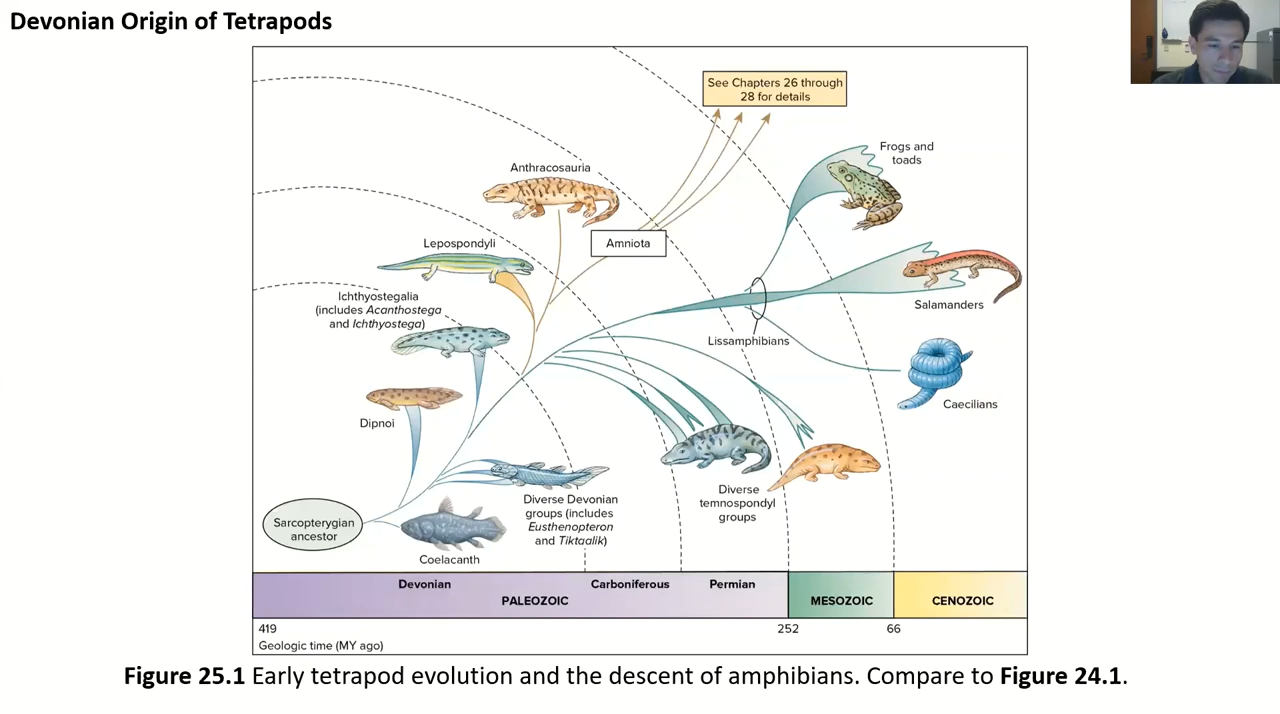 Devonian Origin of Tetrapods
See Chapters 26 through
28 for details
Frogs and
toads
Anthracosauria
Amniota
Lepospondyli
Ichthyostegalia
(includes Acanthostega
and Ichthyostega)
Salamanders
Lissamphibians
Dipnoi
Caecilians
Diverse
temnospondyl
groups
Diverse Devonian
groups (includes
Eusthenopteron
and Tiktaalik)
Sarcopterygian
ancestor
Coelacanth
Devonian
Carboniferous
Permian
PALEOZOIC
MESOZOIC
CENOZOIC
419
252
66
Geologic time (MY ago)
Figure 25.1 Early tetrapod evolution and the descent of amphibians. Compare to Figure 24.1.